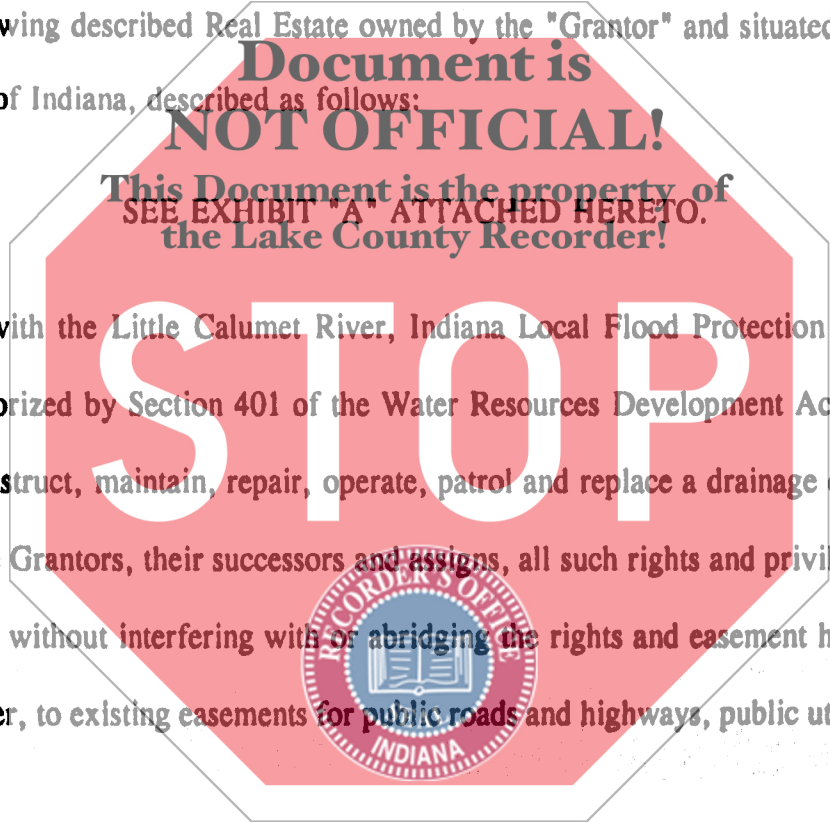 wing described Real Estate owned by the "Grantor" and situated
Document is
of Indiana, described as follows:
NOT OFFICIAL!
This Document is the property of
SEE EXHIBIT "A" ATTACHED HERETO.
the Lake County Recorder!
with the Little Calumet River, Indiana Local Flood Protection
STOP
orized by Section 401 of the Water Resources Development Ac
struct, maintain, repair, operate, patrol and replace a drainage
Grantors, their successors and assigns, all such rights and privil
RECORDER'S OFFICE
without interfering with or abridging the rights and easement h
er, to existing easements for public roads and highways, public ut
INDIANA